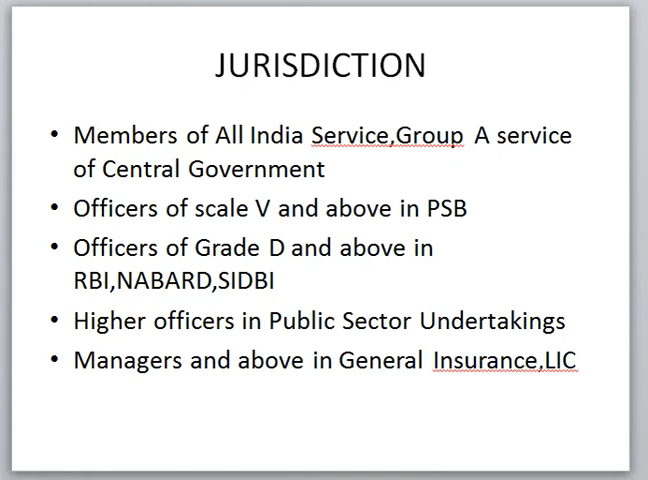 JURISDICTION
• Members of All India Service,Group A service
of Central Government
• Officers of scale V and above in PSB
• Officers of Grade D and above in
RBI,NABARD,SIDBI
• Higher officers in Public Sector Undertakings
• Managers and above in General Insurance,LIC